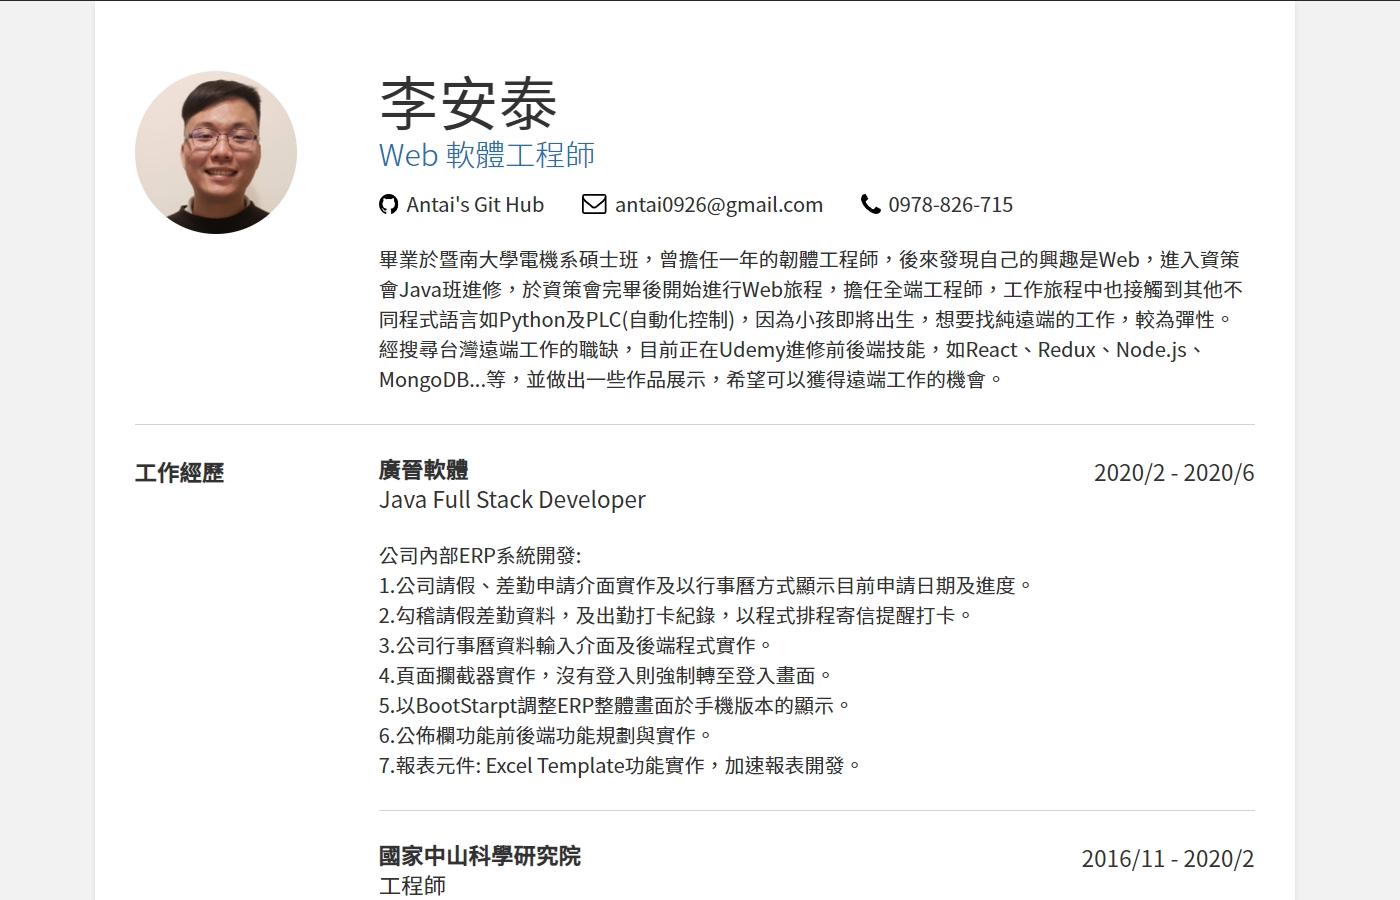 李安泰
Web 軟體工程師
Antai's Git Hub antai0926@gmail.com 0978-826-715
畢業於暨南大學電機系碩士班，曾擔任一年的韌體工程師，後來發現自己的興趣是Web，進入資策
會Java班進修，於資策會完畢後開始進行Web旅程，擔任全端工程師，工作旅程中也接觸到其他不
同程式語言如Python及PLC(自動化控制)，因為小孩即將出生，想要找純遠端的工作，較為彈性。
經搜尋台灣遠端工作的職缺，目前正在Udemy進修前後端技能，如React、Redux、Node.js、
MongoDB...等，並做出一些作品展示，希望可以獲得遠端工作的機會。
工作經歷
廣晉軟體 2020/2 - 2020/6
Java Full Stack Developer
公司內部ERP系統開發:
1.公司請假、差勤申請介面實作及以行事曆方式顯示目前申請日期及進度。
2.勾稽請假差勤資料，及出勤打卡紀錄，以程式排程寄信提醒打卡。
3.公司行事曆資料輸入介面及後端程式實作。
4.頁面攔截器實作，沒有登入則強制轉至登入畫面。
5.以BootStarpt調整ERP整體畫面於手機版本的顯示。
6.公佈欄功能前後端功能規劃與實作。
7.報表元件: Excel Template功能實作，加速報表開發。
國家中山科學研究院 2016/11 - 2020/2
工程師